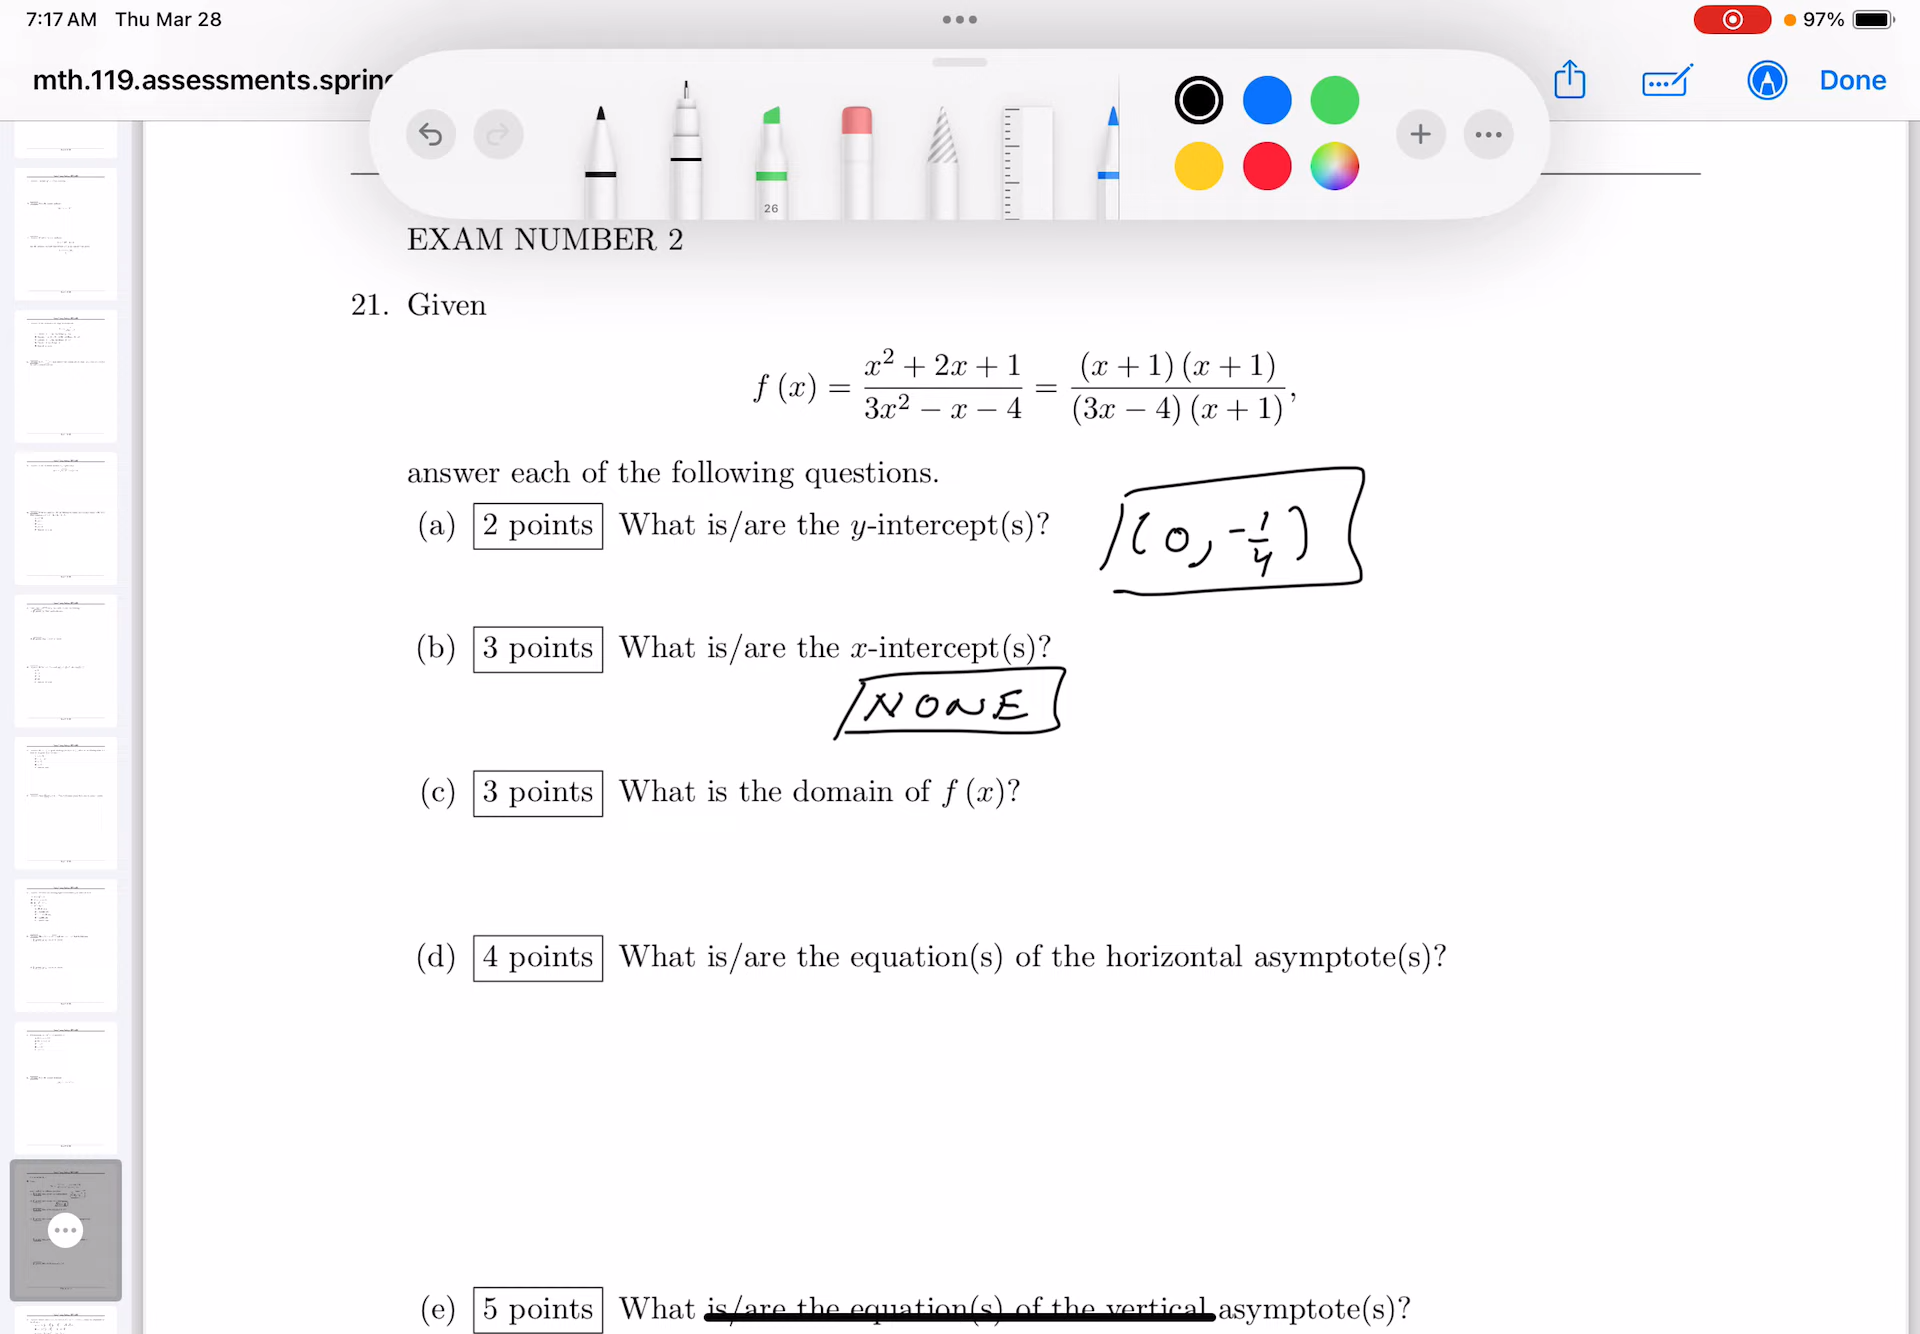 7:17 AM Thu Mar 28
97%
mth.119.assessments.spring
Done
26
EXAM NUMBER 2
21. Given
f (x) = \frac{x^2 + 2x + 1}{3x^2 − x − 4} = \frac{(x + 1) (x + 1)}{(3x − 4) (x + 1)},
answer each of the following questions.
(a) 2 points What is/are the y-intercept(s)? (0, -\frac{1}{4})
(b) 3 points What is/are the x-intercept(s)?
NONE
(c) 3 points What is the domain of f (x)?
(d) 4 points What is/are the equation(s) of the horizontal asymptote(s)?
(e) 5 points What is/are the equation(s) of the vertical asymptote(s)?